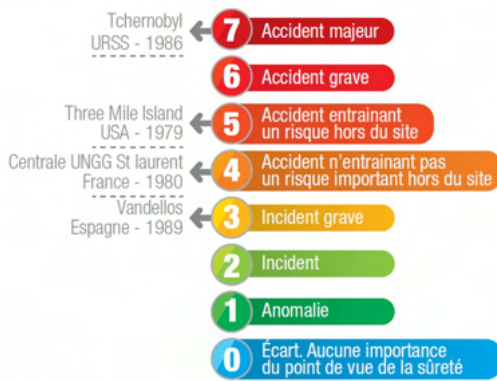 Tchernobyl
URSS - 1986
7
Accident majeur
6
Accident grave
Three Mile Island
USA - 1979
5
Accident entrainant
un risque hors du site
Centrale UNGG St laurent
France - 1980
4
Accident n'entrainant pas
un risque important hors du site
Vandellos
Espagne - 1989
3
Incident grave
2
Incident
1
Anomalie
0
Écart. Aucune importance
du point de vue de la sûreté